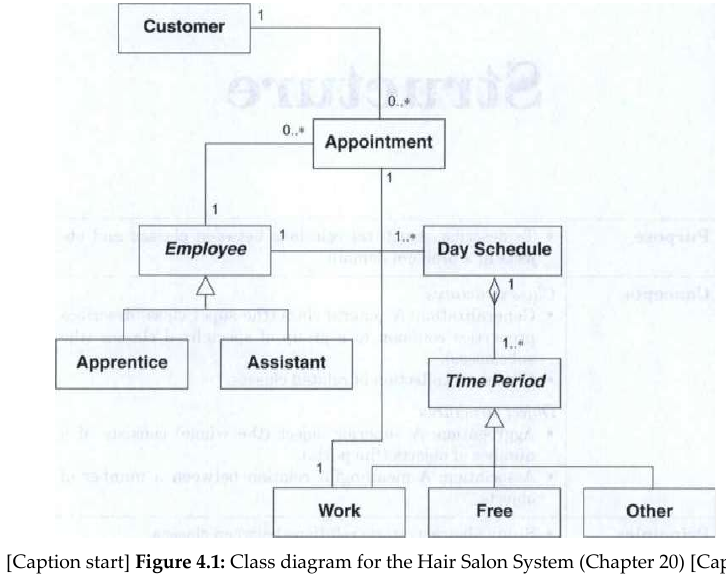 1
Customer
0..*
0..*
Appointment
1
1
Employee
1
1..*
Day Schedule
1
1..*
Apprentice
Assistant
Time Period
1
Work
Free
Other
[Caption start] Figure 4.1: Class diagram for the Hair Salon System (Chapter 20) [Cap